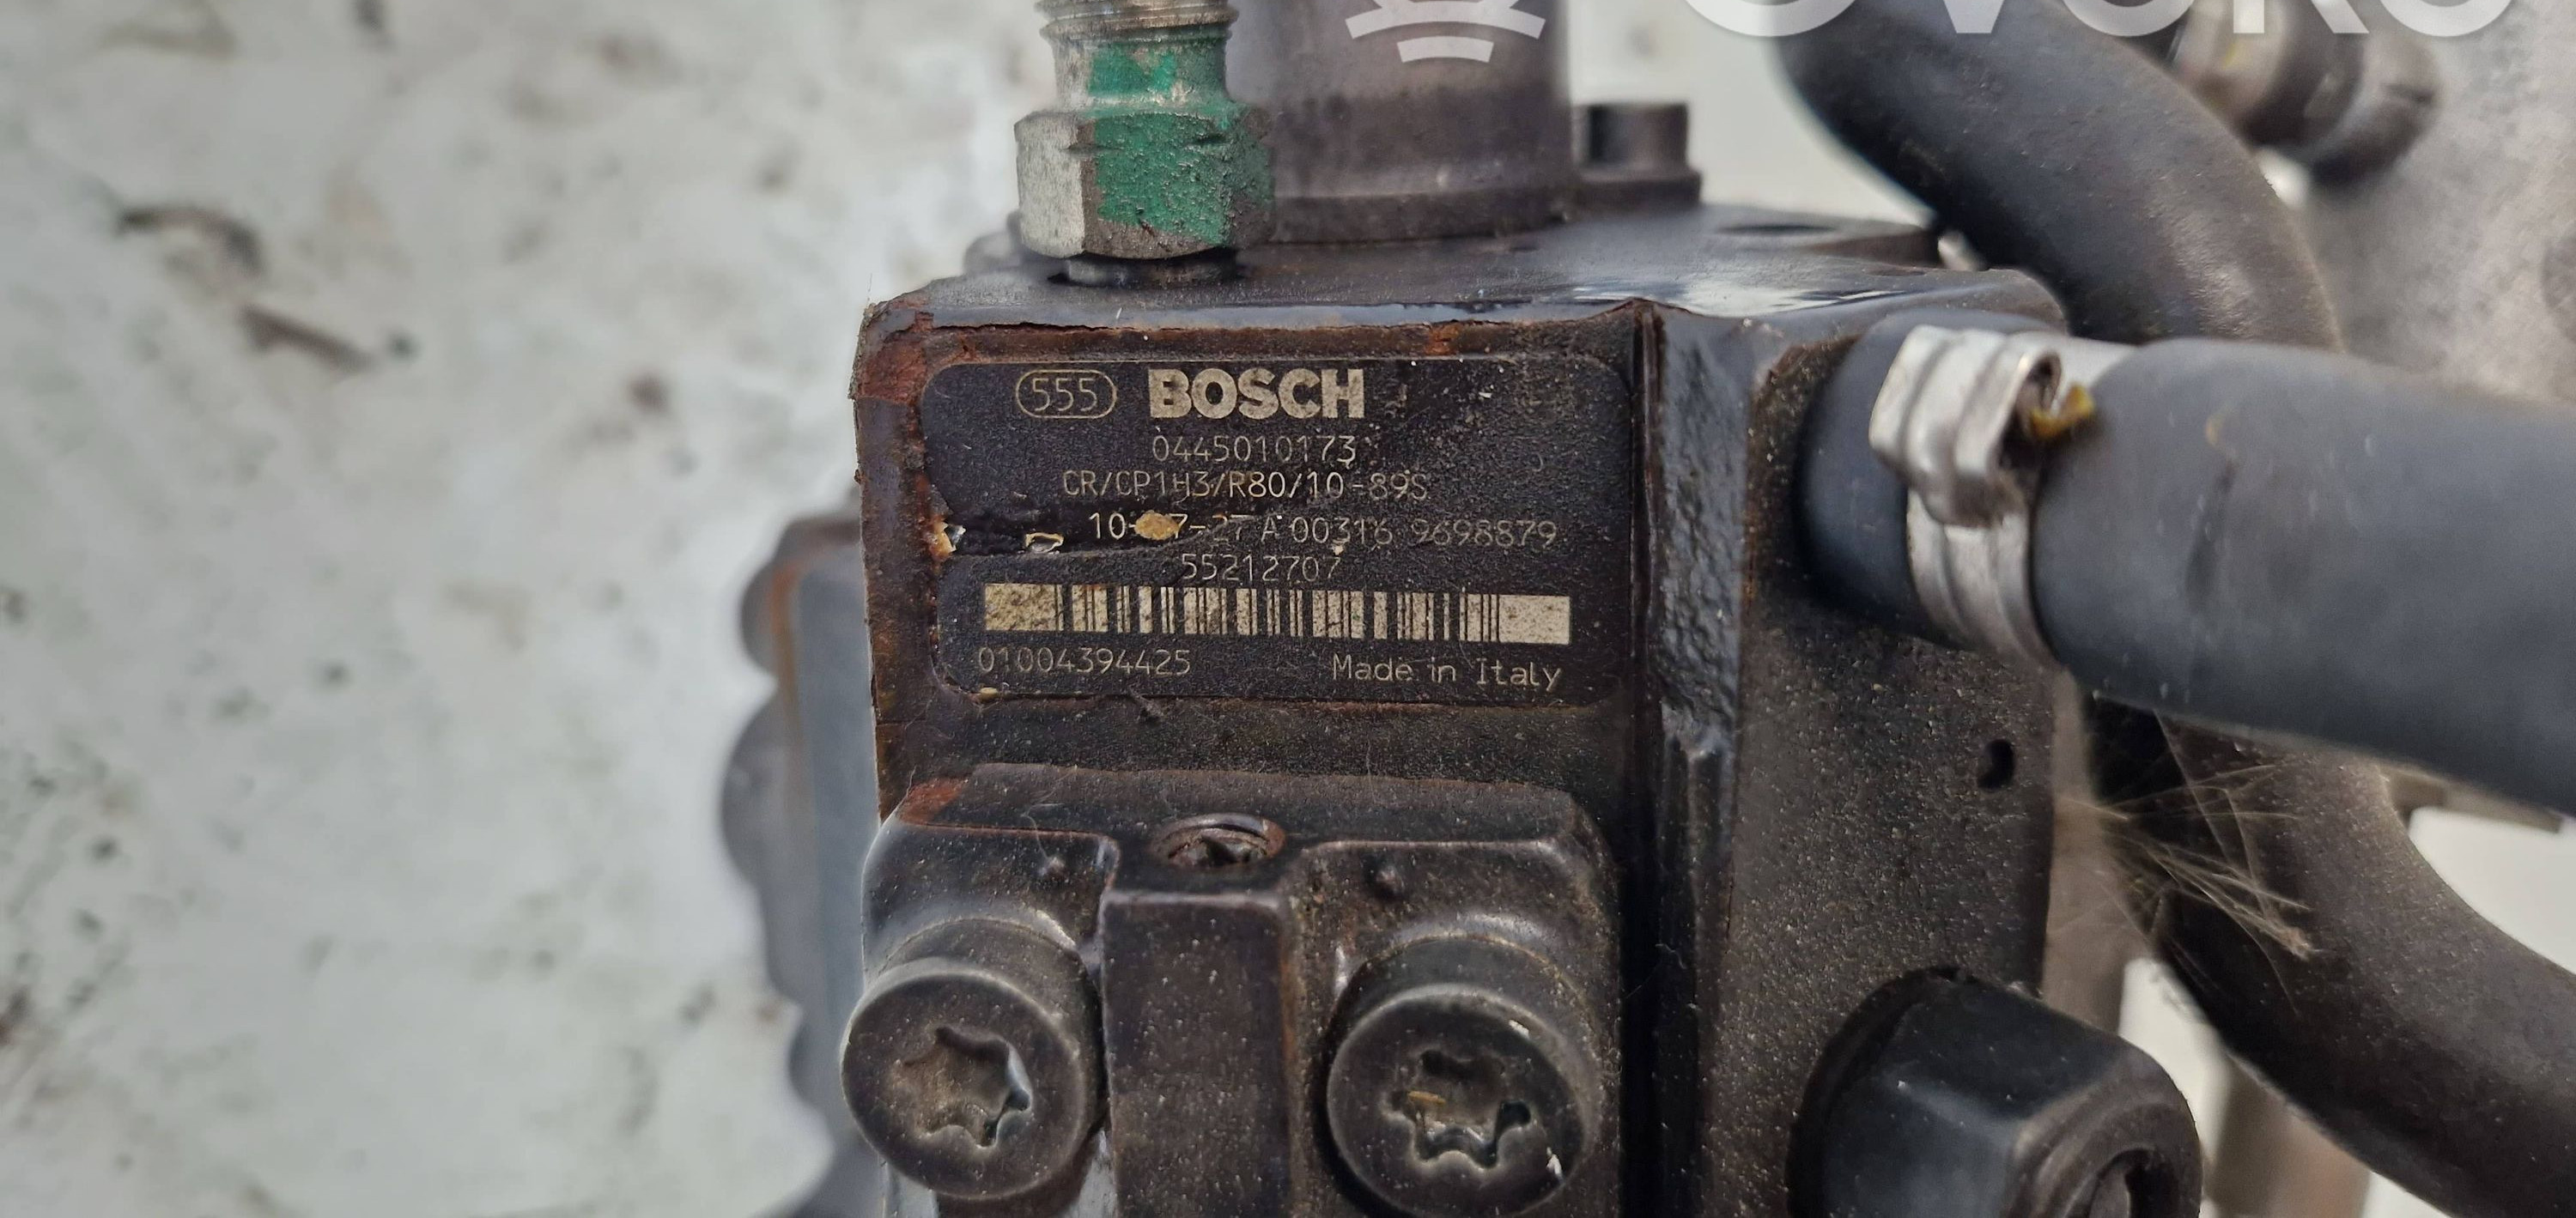 555 BOSCH
0445010173
CR/CP1H3/R80/10-89S
A 00316 9698879
55212707
01004394425 Made in Italy